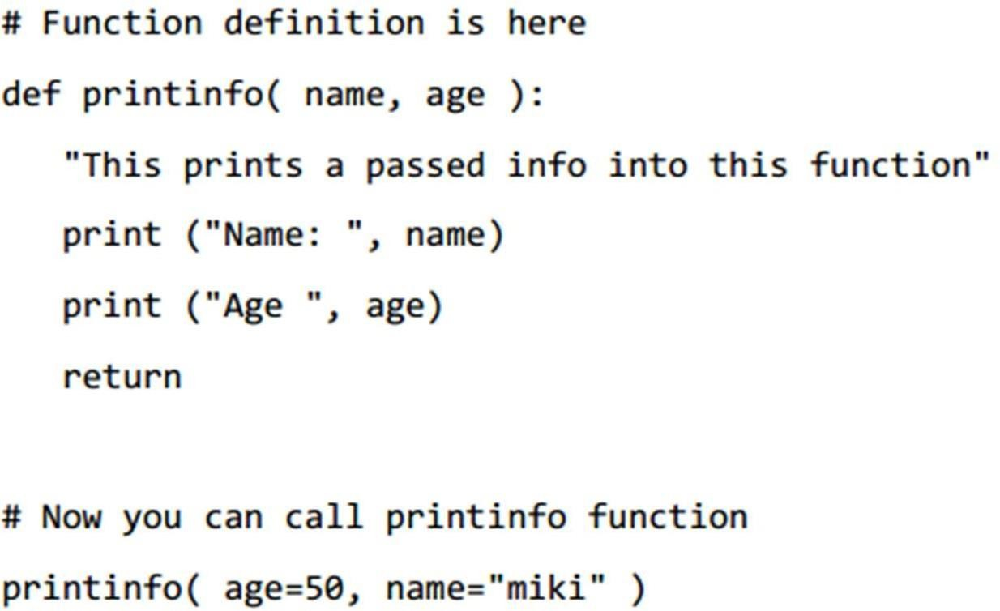 # Function definition is here
def printinfo( name, age ):
   "This prints a passed info into this function"
   print ("Name: ", name)
   print ("Age ", age)
   return

# Now you can call printinfo function
printinfo( age=50, name="miki" )